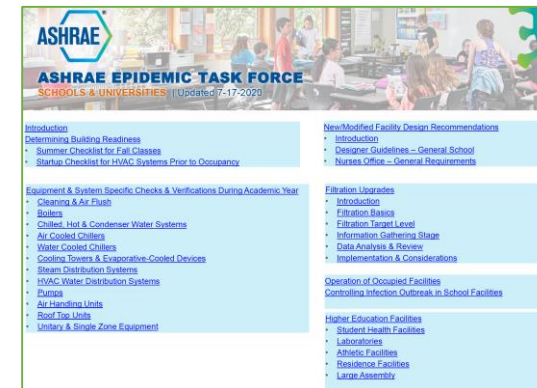 ASHRAE
ASHRAE EPIDEMIC TASK FORCE
SCHOOLS & UNIVERSITIES | Updated 7-17-2020
Introduction
Determining Building Readiness
• Summer Checklist for Fall Classes
• Startup Checklist for HVAC Systems Prior to Occupancy
Equipment & System Specific Checks & Verifications During Academic Year
• Cleaning & Air Flush
• Boilers
• Chilled, Hot & Condenser Water Systems
• Air Cooled Chillers
• Water Cooled Chillers
• Cooling Towers & Evaporative-Cooled Devices
• Steam Distribution Systems
• HVAC Water Distribution Systems
• Pumps
• Air Handling Units
• Roof Top Units
• Unitary & Single Zone Equipment
New/Modified Facility Design Recommendations
• Introduction
• Designer Guidelines – General School
• Nurses Office – General Requirements
Filtration Upgrades
• Introduction
• Filtration Basics
• Filtration Target Level
• Information Gathering Stage
• Data Analysis & Review
• Implementation & Considerations
Operation of Occupied Facilities
Controlling Infection Outbreak in School Facilities
Higher Education Facilities
• Student Health Facilities
• Laboratories
• Athletic Facilities
• Residence Facilities
• Large Assembly